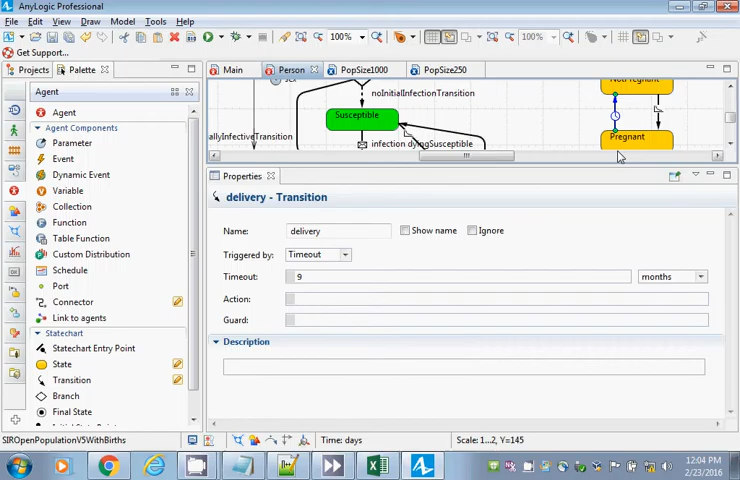 AnyLogic Professional
File Edit View Draw Model Tools Help
100%
100%
Get Support...
Projects
Palette
Agent
Agent
Agent Components
Parameter
Event
Dynamic Event
Variable
Collection
Function
Table Function
Custom Distribution
Schedule
Port
Connector
Link to agents
Statechart
Statechart Entry Point
State
Transition
Branch
Final State
Main
Person
PopSize1000
PopSize250
noInitialInfectionTransition
Susceptible
allyInfectiveTransition
infection dyingSusceptible
NotPregnant
Pregnant
Properties
delivery - Transition
Name: delivery Show name Ignore
Triggered by: Timeout
Timeout: 9 months
Action:
Guard:
Description
SIROpenPopulationV5WithBirths
Time: days
Scale: 1...2, Y=145
12:04 PM
2/23/2016